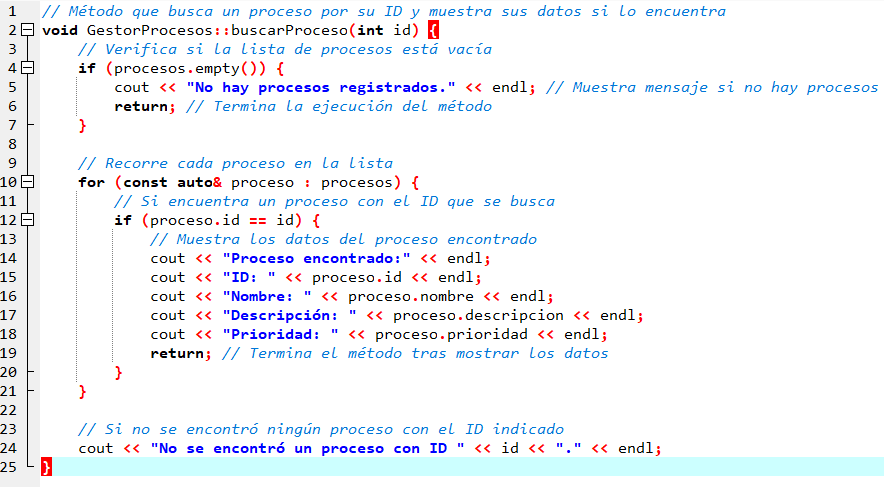 1 // Método que busca un proceso por su ID y muestra sus datos si lo encuentra
2 void GestorProcesos::buscarProceso(int id) {
3     // Verifica si la lista de procesos está vacía
4     if (procesos.empty()) {
5         cout << "No hay procesos registrados." << endl; // Muestra mensaje si no hay procesos
6         return; // Termina la ejecución del método
7     }
8
9     // Recorre cada proceso en la lista
10     for (const auto& proceso : procesos) {
11         // Si encuentra un proceso con el ID que se busca
12         if (proceso.id == id) {
13             // Muestra los datos del proceso encontrado
14             cout << "Proceso encontrado:" << endl;
15             cout << "ID: " << proceso.id << endl;
16             cout << "Nombre: " << proceso.nombre << endl;
17             cout << "Descripción: " << proceso.descripcion << endl;
18             cout << "Prioridad: " << proceso.prioridad << endl;
19             return; // Termina el método tras mostrar los datos
20         }
21     }
22
23     // Si no se encontró ningún proceso con el ID indicado
24     cout << "No se encontró un proceso con ID " << id << "." << endl;
25 }